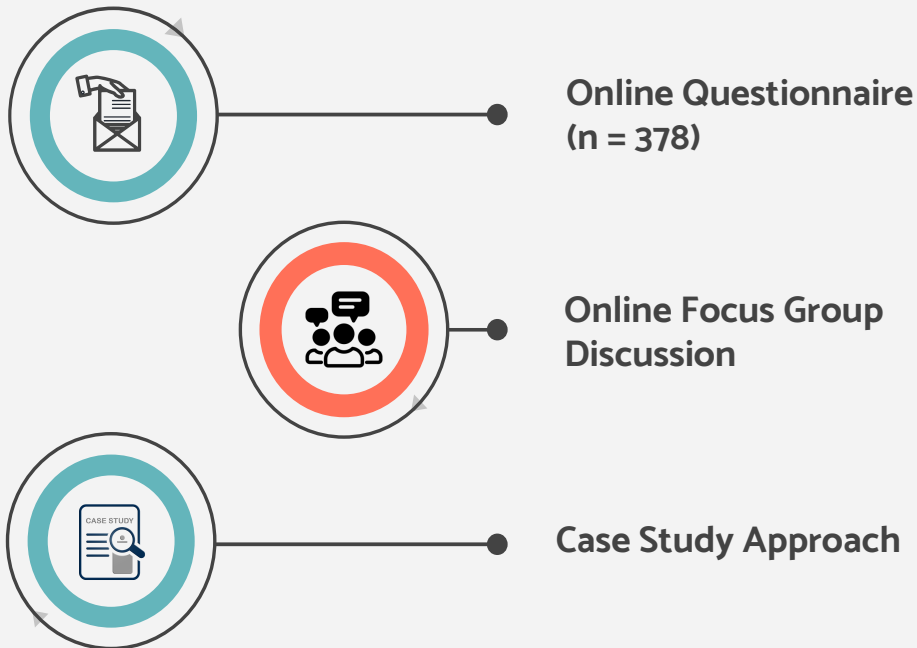 Online Questionnaire
(n = 378)
Online Focus Group
Discussion
CASE STUDY
Case Study Approach